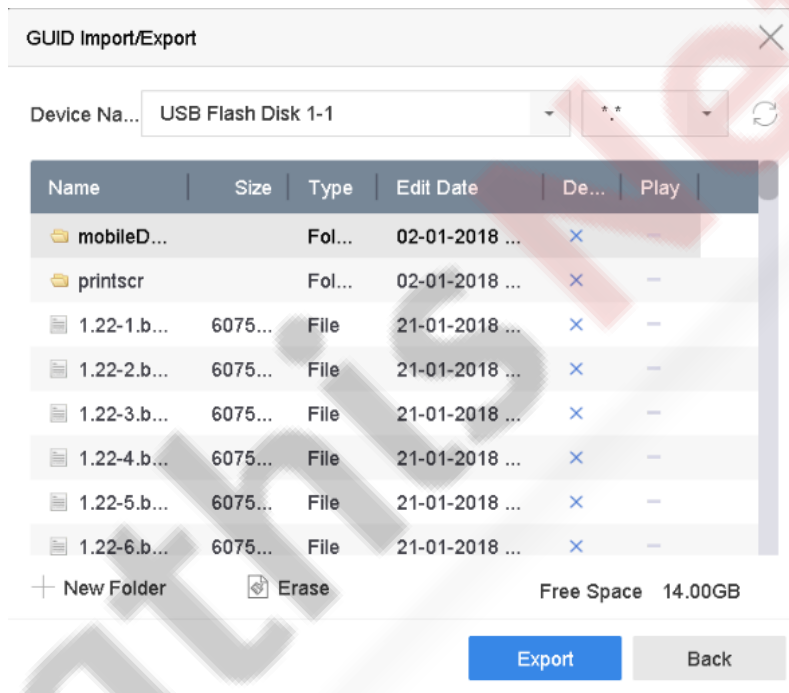 GUID Import/Export
Device Na... USB Flash Disk 1-1 *.*
Name Size Type Edit Date De... Play
mobileD... Fol... 02-01-2018 ...
printscr Fol... 02-01-2018 ...
1.22-1.b... 6075... File 21-01-2018 ...
1.22-2.b... 6075... File 21-01-2018 ...
1.22-3.b... 6075... File 21-01-2018 ...
1.22-4.b... 6075... File 21-01-2018 ...
1.22-5.b... 6075... File 21-01-2018 ...
1.22-6.b... 6075... File 21-01-2018 ...
New Folder Erase Free Space 14.00GB
Export Back